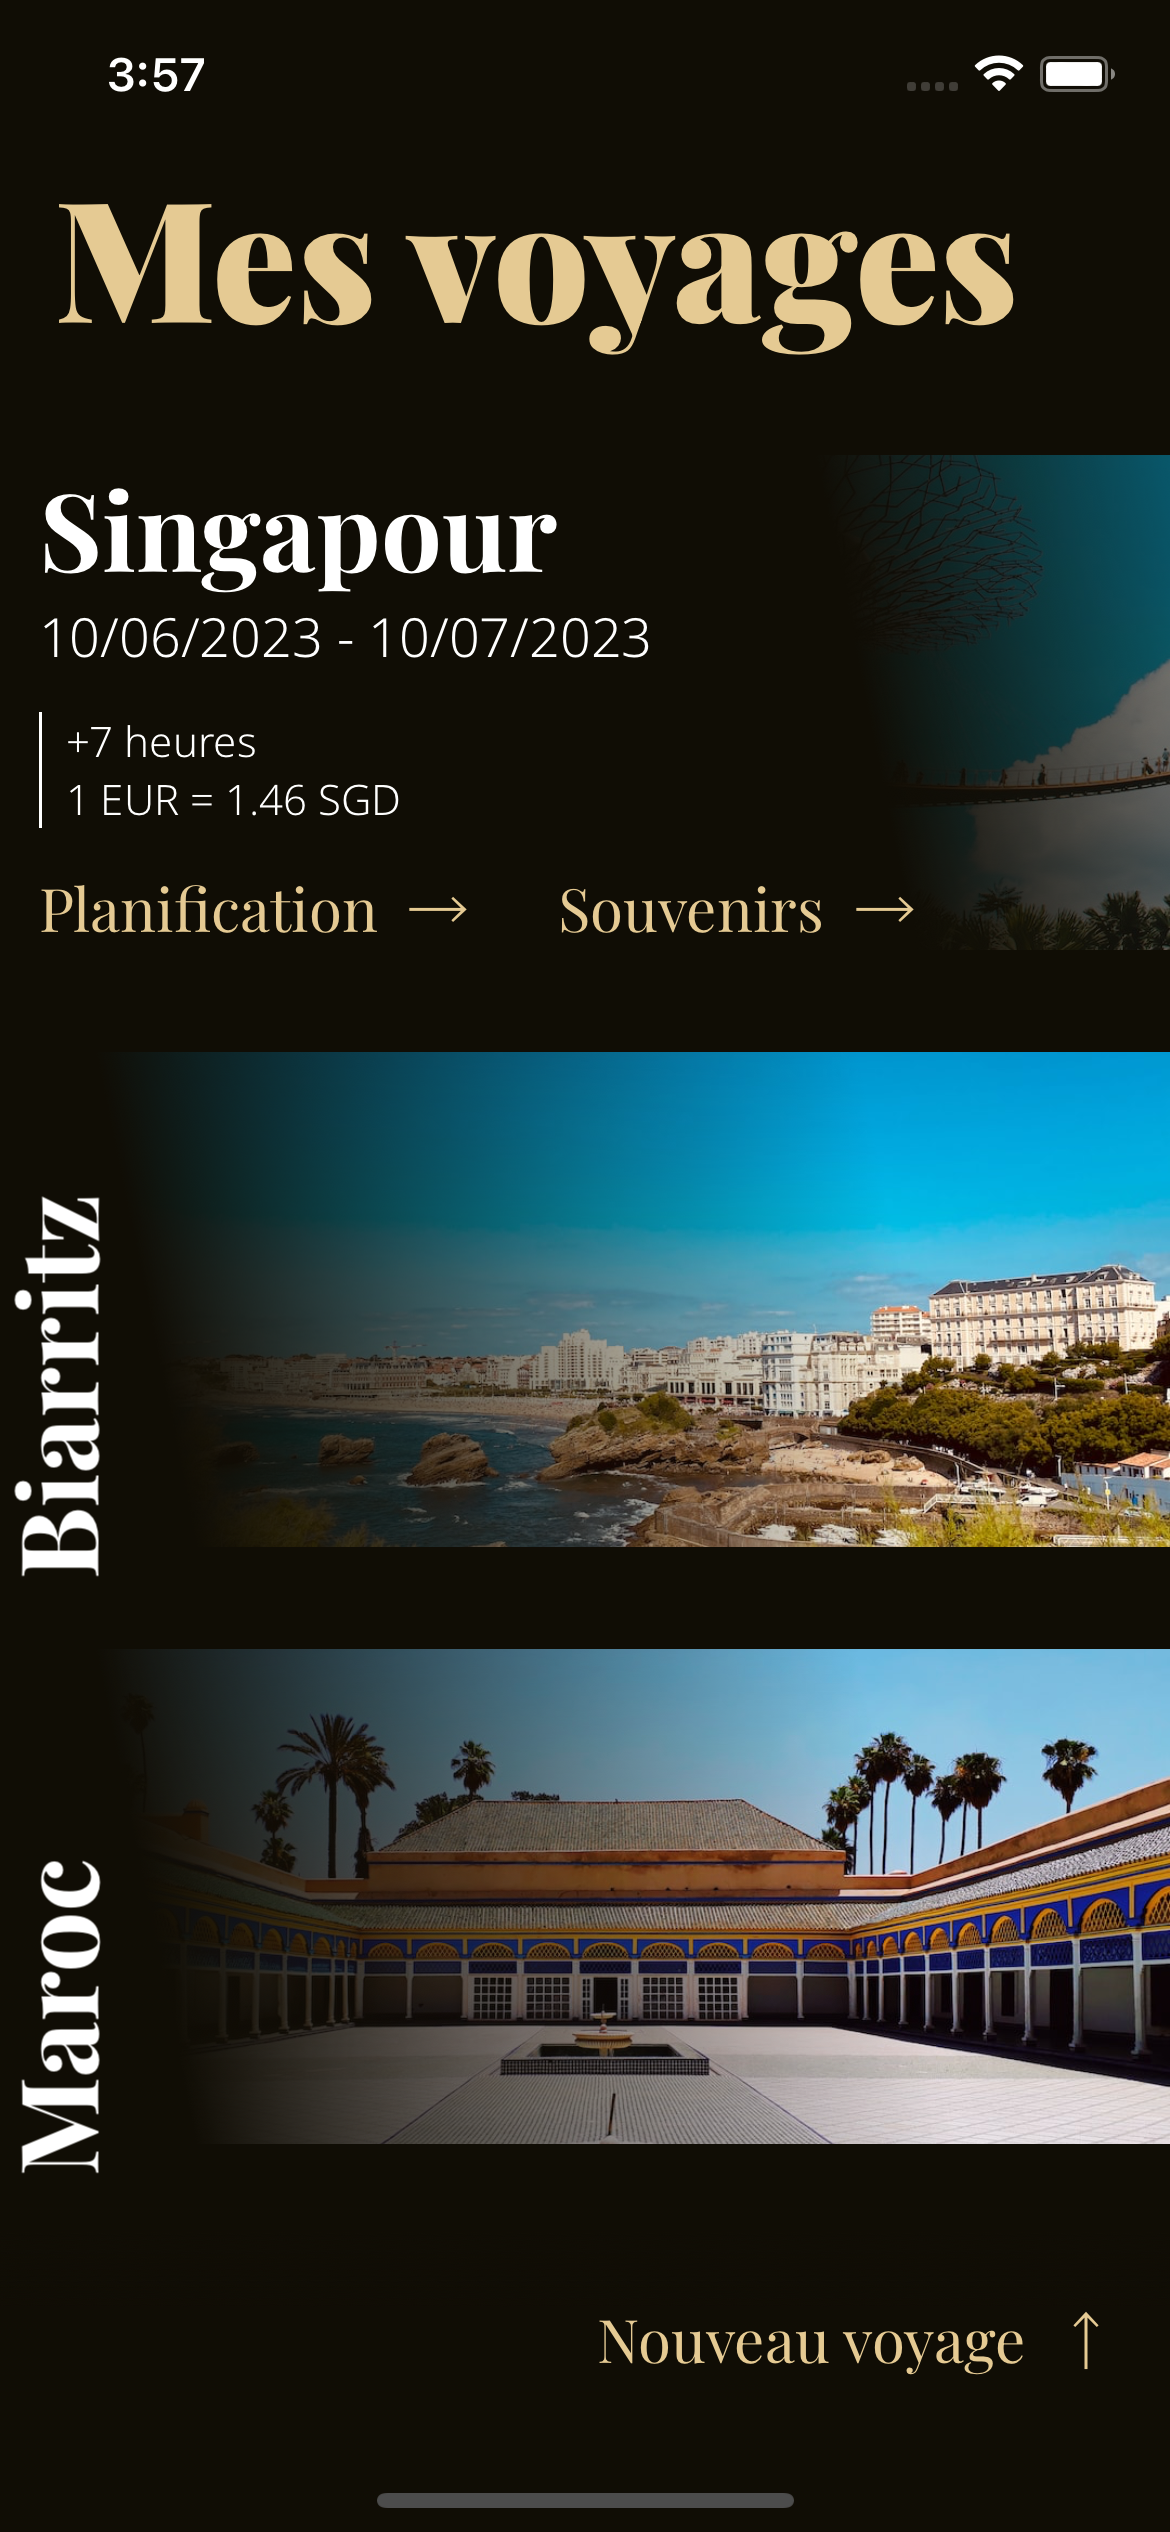 3:57
Mes voyages
Singapour
10/06/2023 - 10/07/2023
+7 heures
1 EUR = 1.46 SGD
Planification →
Souvenirs →
Biarritz
Maroc
Nouveau voyage ↑